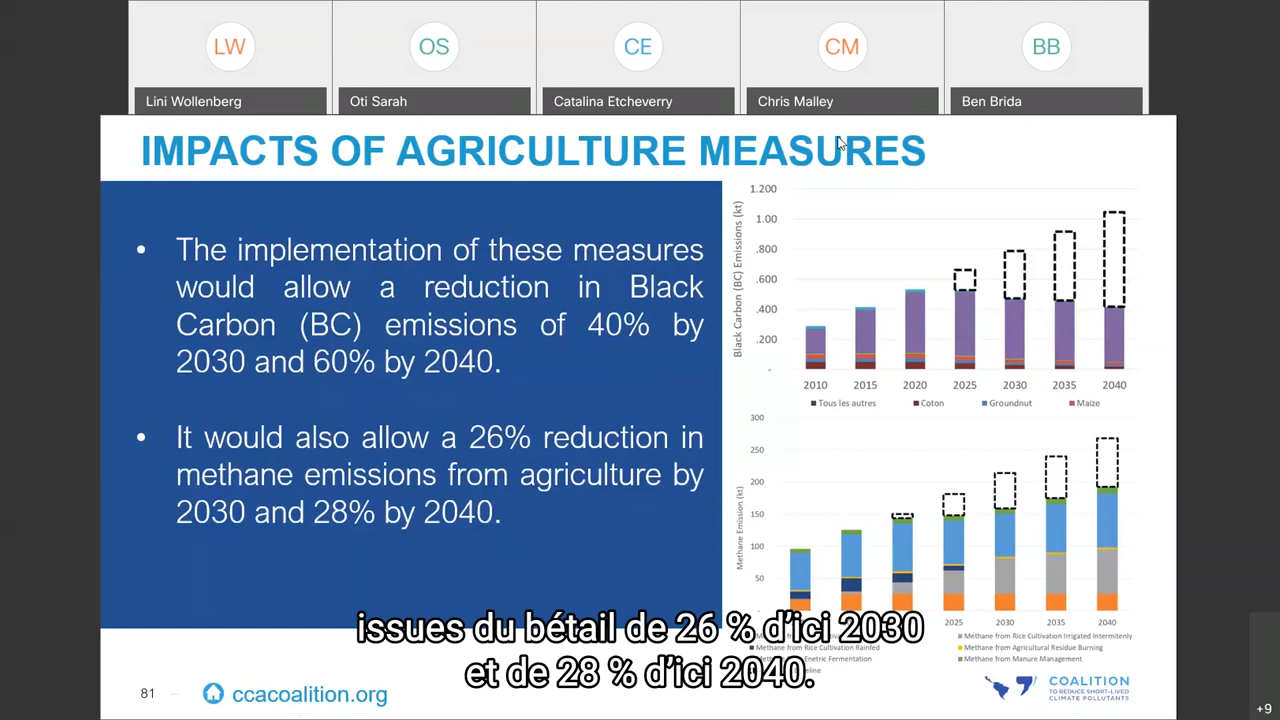 LW
OS
CE
CM
BB
Lini Wollenberg
Oti Sarah
Catalina Etcheverry
Chris Malley
Ben Brida
IMPACTS OF AGRICULTURE MEASURES
• The implementation of these measures
would allow a reduction in Black
Carbon (BC) emissions of 40% by
2030 and 60% by 2040.
• It would also allow a 26% reduction in
methane emissions from agriculture by
2030 and 28% by 2040.
Black Carbon (BC) Emissions (kt)
1.200
1.00
.800
.600
.400
.200
-
2010 2015 2020 2025 2030 2035 2040
Tous les autres Coton Groundnut Maize
Methane Emission (kt)
300
250
200
150
100
50
2025 2030 2035 2040
Méthane from Rice Cultivation Irrigated Intermitenly
Methane from Rice Cultivation Rainfed
Methane from Agricultural Residue Burning
Enetric Fermentation
Methane from Manure Management
issues du bétail de 26 % d’ici 2030
et de 28 % d’ici 2040.
81
ccacoalition.org
COALITION
TO REDUCE SHORT-LIVED
CLIMATE POLLUTANTS
+9